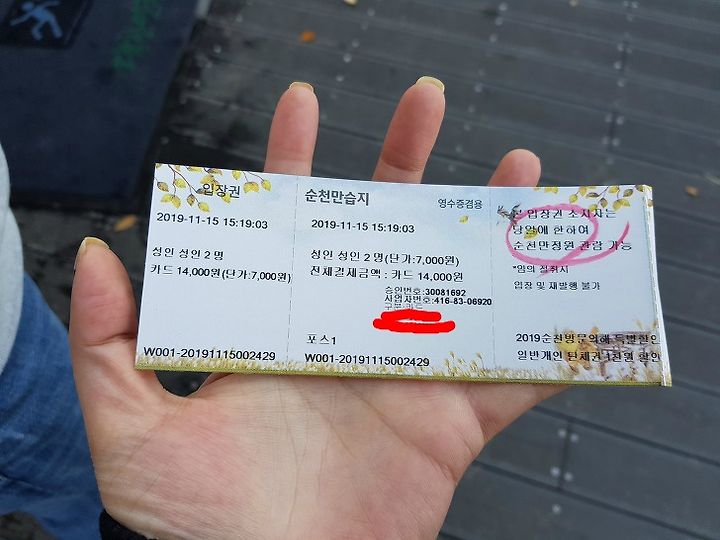 입장권
2019-11-15 15:19:03
성인 성인 2 명
카드 14,000원(단가:7,000원)
W001-20191115002429
순천만습지
영수증겸용
2019-11-15 15:19:03
성인 성인 2 명(단가:7,000원)
전체결제금액 : 카드 14,000원
승인번호:30081692
사업자번호:416-83-06920
포스1
W001-20191115002429
본 입장권 소지자는
당일에 한하여
순천만정원 관람 가능
*임의 절취시
입장 및 재발행 불가
2019순천방문의해 특별할인
일반개인 단체권 1천원 할인